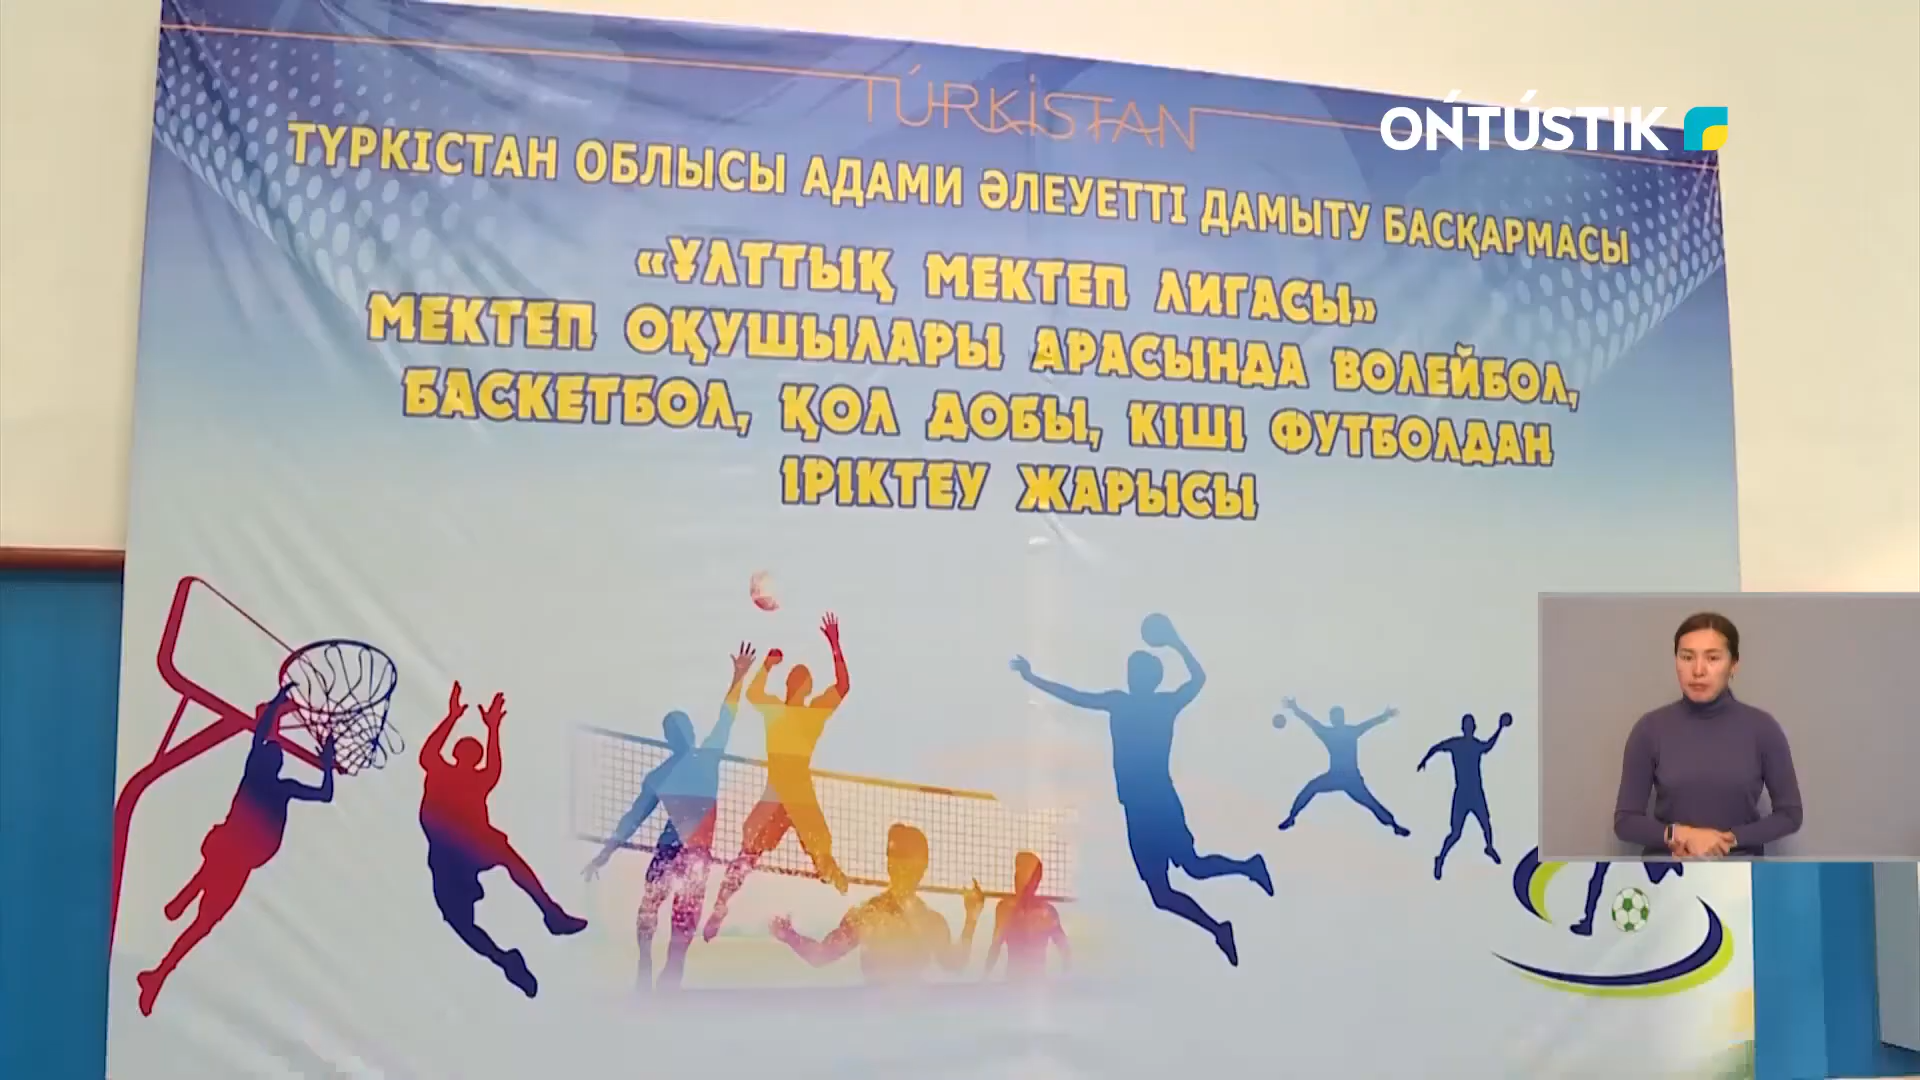 TÚRKİSTAN
OŃTÚSTIK
ТҮРКІСТАН ОБЛЫСЫ АДАМИ ӘЛЕУЕТТІ ДАМЫТУ БАСҚАРМАСЫ
«ҰЛТТЫҚ МЕКТЕП ЛИГАСЫ»
МЕКТЕП ОҚУШЫЛАРЫ АРАСЫНДА ВОЛЕЙБОЛ,
БАСКЕТБОЛ, ҚОЛ ДОБЫ, КІШІ ФУТБОЛДАН
ІРІКТЕУ ЖАРЫСЫ